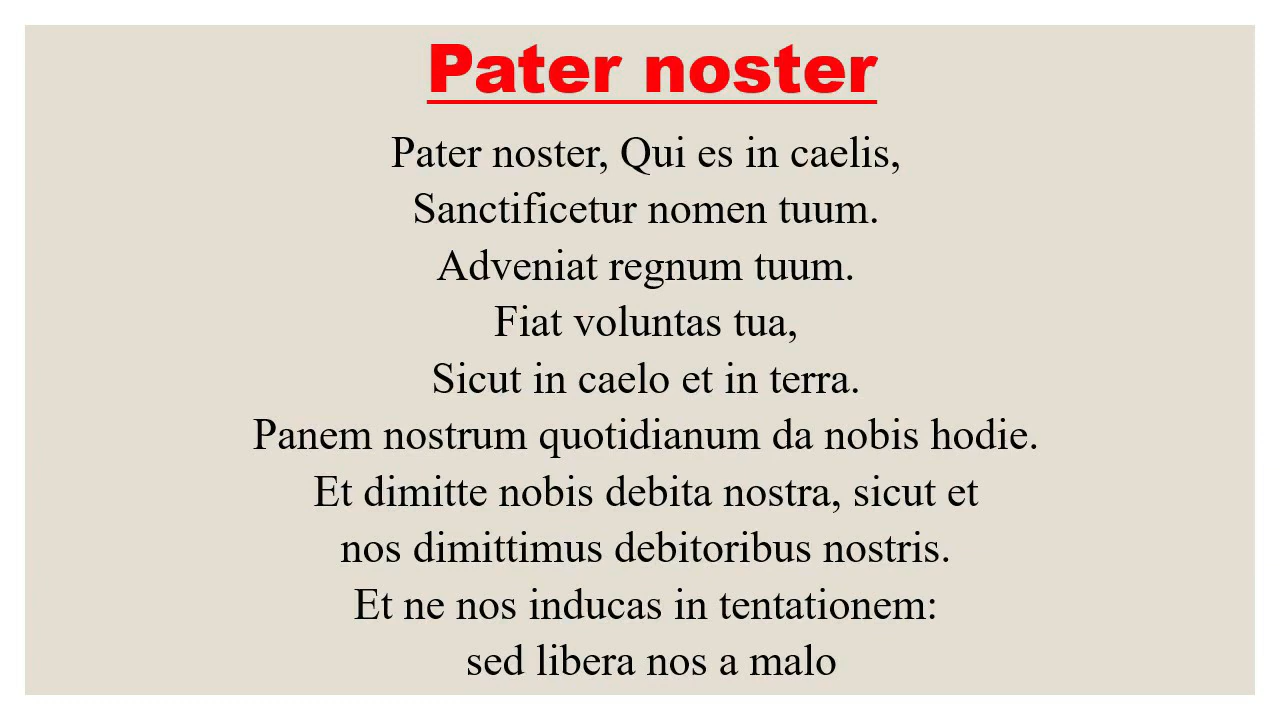 Pater noster
Pater noster, Qui es in caelis,
Sanctificetur nomen tuum.
Adveniat regnum tuum.
Fiat voluntas tua,
Sicut in caelo et in terra.
Panem nostrum quotidianum da nobis hodie.
Et dimitte nobis debita nostra, sicut et
nos dimittimus debitoribus nostris.
Et ne nos inducas in tentationem:
sed libera nos a malo